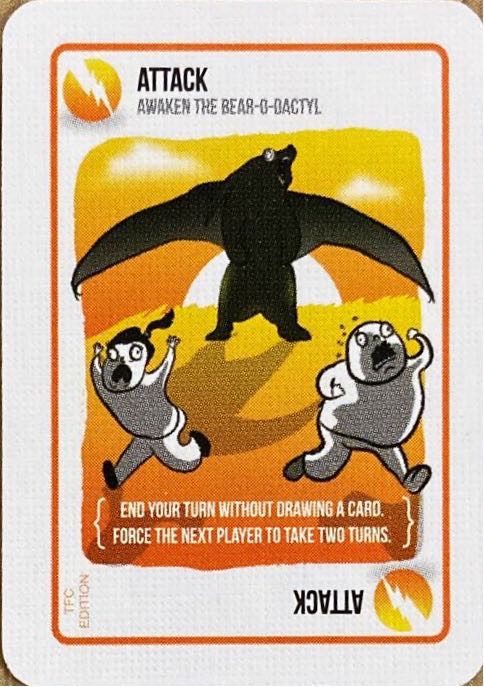 ATTACK
AWAKEN THE BEAR-O-DACTYL
END YOUR TURN WITHOUT DRAWING A CARD.
FORCE THE NEXT PLAYER TO TAKE TWO TURNS.
TFC
EDITION
ATTACK